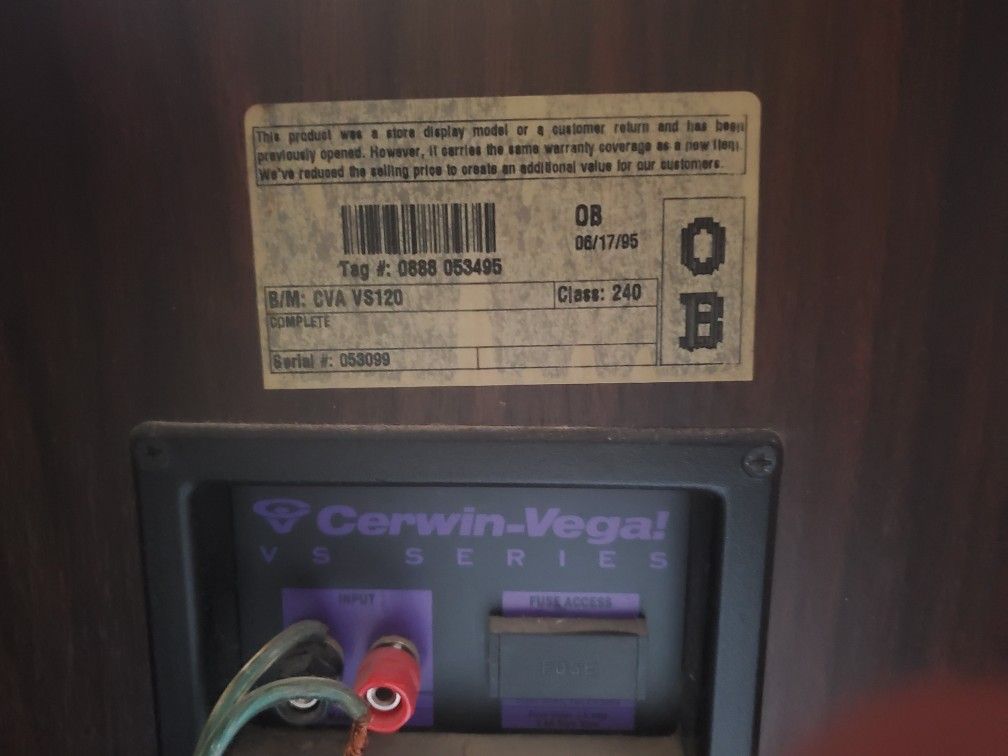 This product was a store display model or a customer return and has been
previously opened. However, it carries the same warranty coverage as a new item.
We've reduced the selling price to create an additional value for our customers.
OB
06/17/95
Tag #: 0888 053495
O
B
B/M: CVA VS120
Class: 240
COMPLETE
Serial #: 053099
Cerwin-Vega!
VS SERIES
INPUT
FUSE ACCESS
FUSE